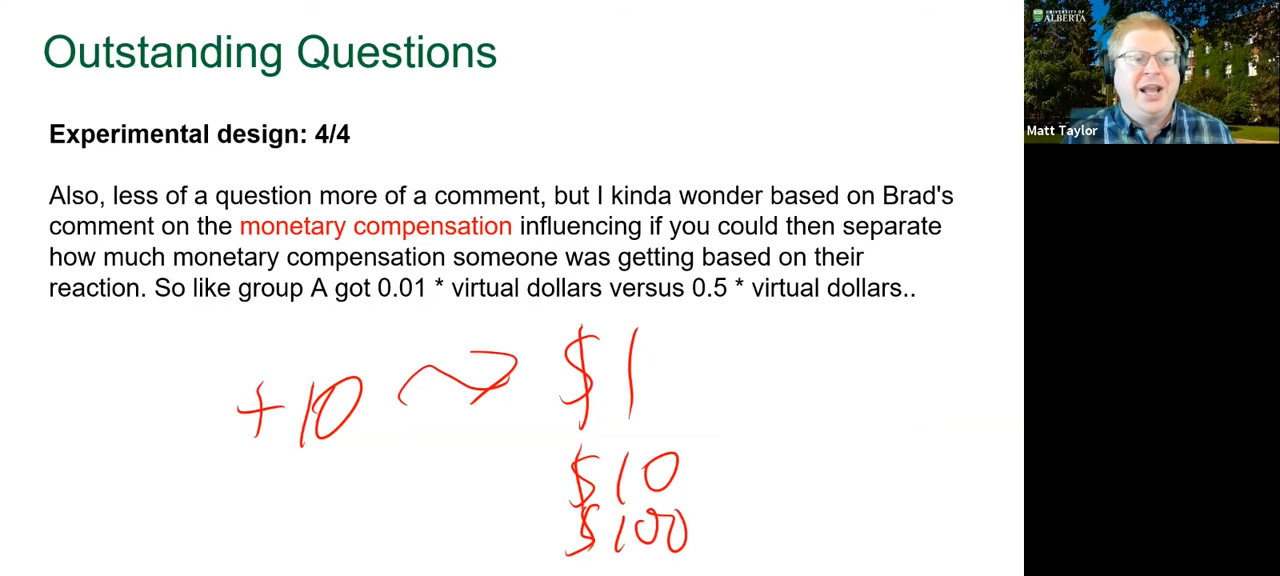 Outstanding Questions
UNIVERSITY OF
ALBERTA
Matt Taylor
Experimental design: 4/4
Also, less of a question more of a comment, but I kinda wonder based on Brad's
comment on the monetary compensation influencing if you could then separate
how much monetary compensation someone was getting based on their
reaction. So like group A got 0.01 * virtual dollars versus 0.5 * virtual dollars..
+10 $1
$10
$100